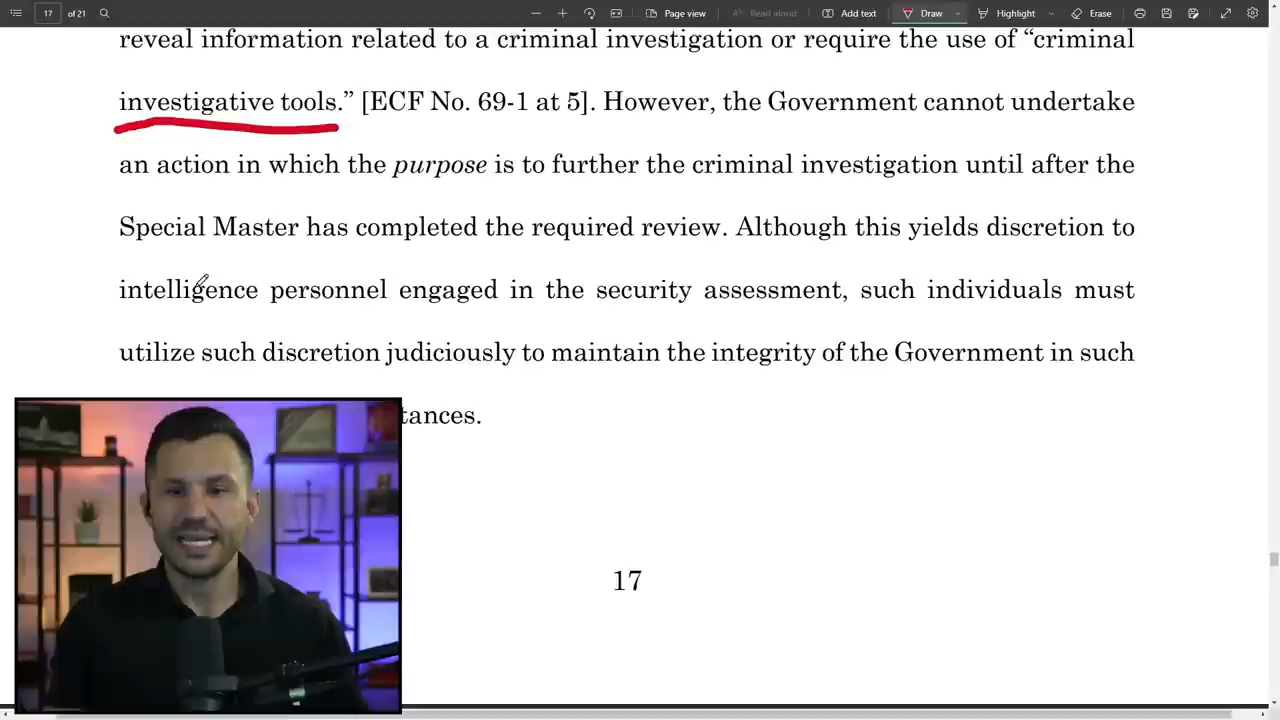 17 of 21 Page view Read aloud Add text Draw Highlight Erase
reveal information related to a criminal investigation or require the use of “criminal
investigative tools.” [ECF No. 69-1 at 5]. However, the Government cannot undertake
an action in which the purpose is to further the criminal investigation until after the
Special Master has completed the required review. Although this yields discretion to
intelligence personnel engaged in the security assessment, such individuals must
utilize such discretion judiciously to maintain the integrity of the Government in such
tances.
17